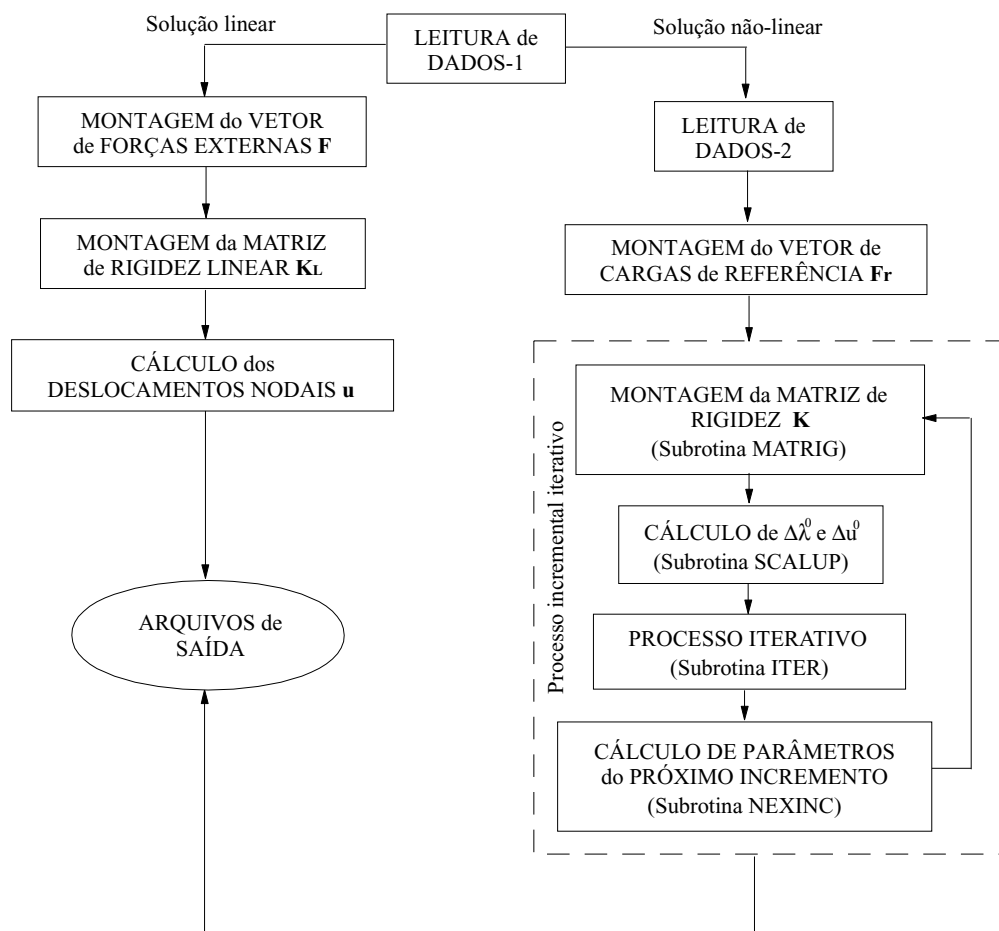 Solução linear
LEITURA de
DADOS-1
Solução não-linear
MONTAGEM do VETOR
de FORÇAS EXTERNAS F
MONTAGEM da MATRIZ
de RIGIDEZ LINEAR KL
CÁLCULO dos
DESLOCAMENTOS NODAIS u
ARQUIVOS de
SAÍDA
LEITURA de
DADOS-2
MONTAGEM do VETOR de
CARGAS de REFERÊNCIA Fr
Processo incremental iterativo
MONTAGEM da MATRIZ de
RIGIDEZ K
(Subrotina MATRIG)
CÁLCULO de Δλ⁰ e Δu⁰
(Subrotina SCALUP)
PROCESSO ITERATIVO
(Subrotina ITER)
CÁLCULO DE PARÂMETROS
do PRÓXIMO INCREMENTO
(Subrotina NEXINC)